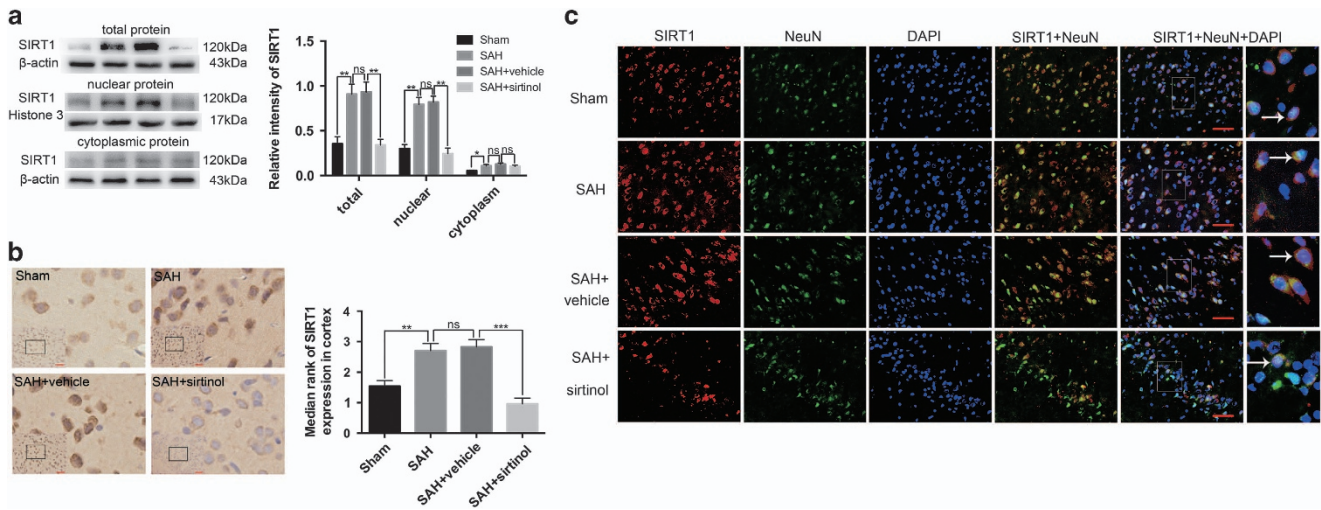 a
total protein
SIRT1 120kDa
β-actin 43kDa
nuclear protein
SIRT1 120kDa
Histone 3 17kDa
cytoplasmic protein
SIRT1 120kDa
β-actin 43kDa
Relative intensity of SIRT1
1.5
1.0
0.5
0.0
Sham
SAH
SAH+vehicle
SAH+sirtinol
** ns **
** ns **
* ns ns
total
nuclear
cytoplasm
b
Sham
SAH
SAH+vehicle
SAH+sirtinol
Median rank of SIRT1
expression in cortex
4
3
2
1
0
** ns ***
Sham
SAH
SAH+vehicle
SAH+sirtinol
c
SIRT1 NeuN DAPI SIRT1+NeuN SIRT1+NeuN+DAPI
Sham
SAH
SAH+
vehicle
SAH+
sirtinol